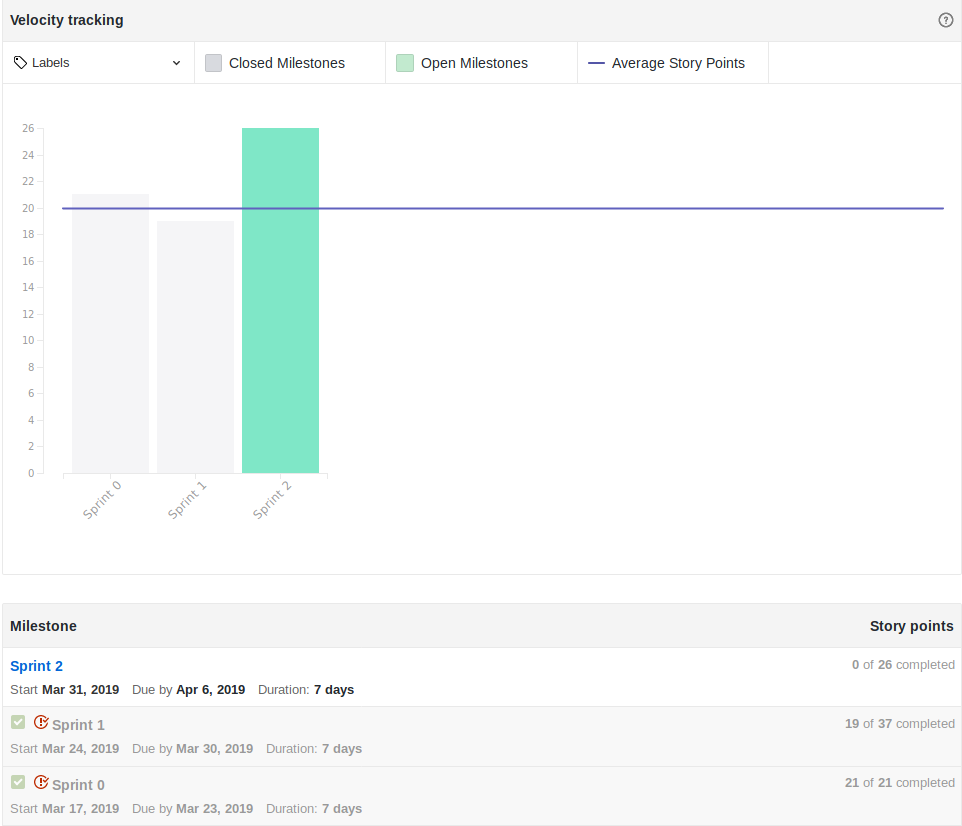 Velocity tracking
Labels
Closed Milestones
Open Milestones
Average Story Points
26
24
22
20
18
16
14
12
10
8
6
4
2
0
Sprint 0
Sprint 1
Sprint 2
Milestone Story points
Sprint 2 0 of 26 completed
Start Mar 31, 2019 Due by Apr 6, 2019 Duration: 7 days
Sprint 1 19 of 37 completed
Start Mar 24, 2019 Due by Mar 30, 2019 Duration: 7 days
Sprint 0 21 of 21 completed
Start Mar 17, 2019 Due by Mar 23, 2019 Duration: 7 days